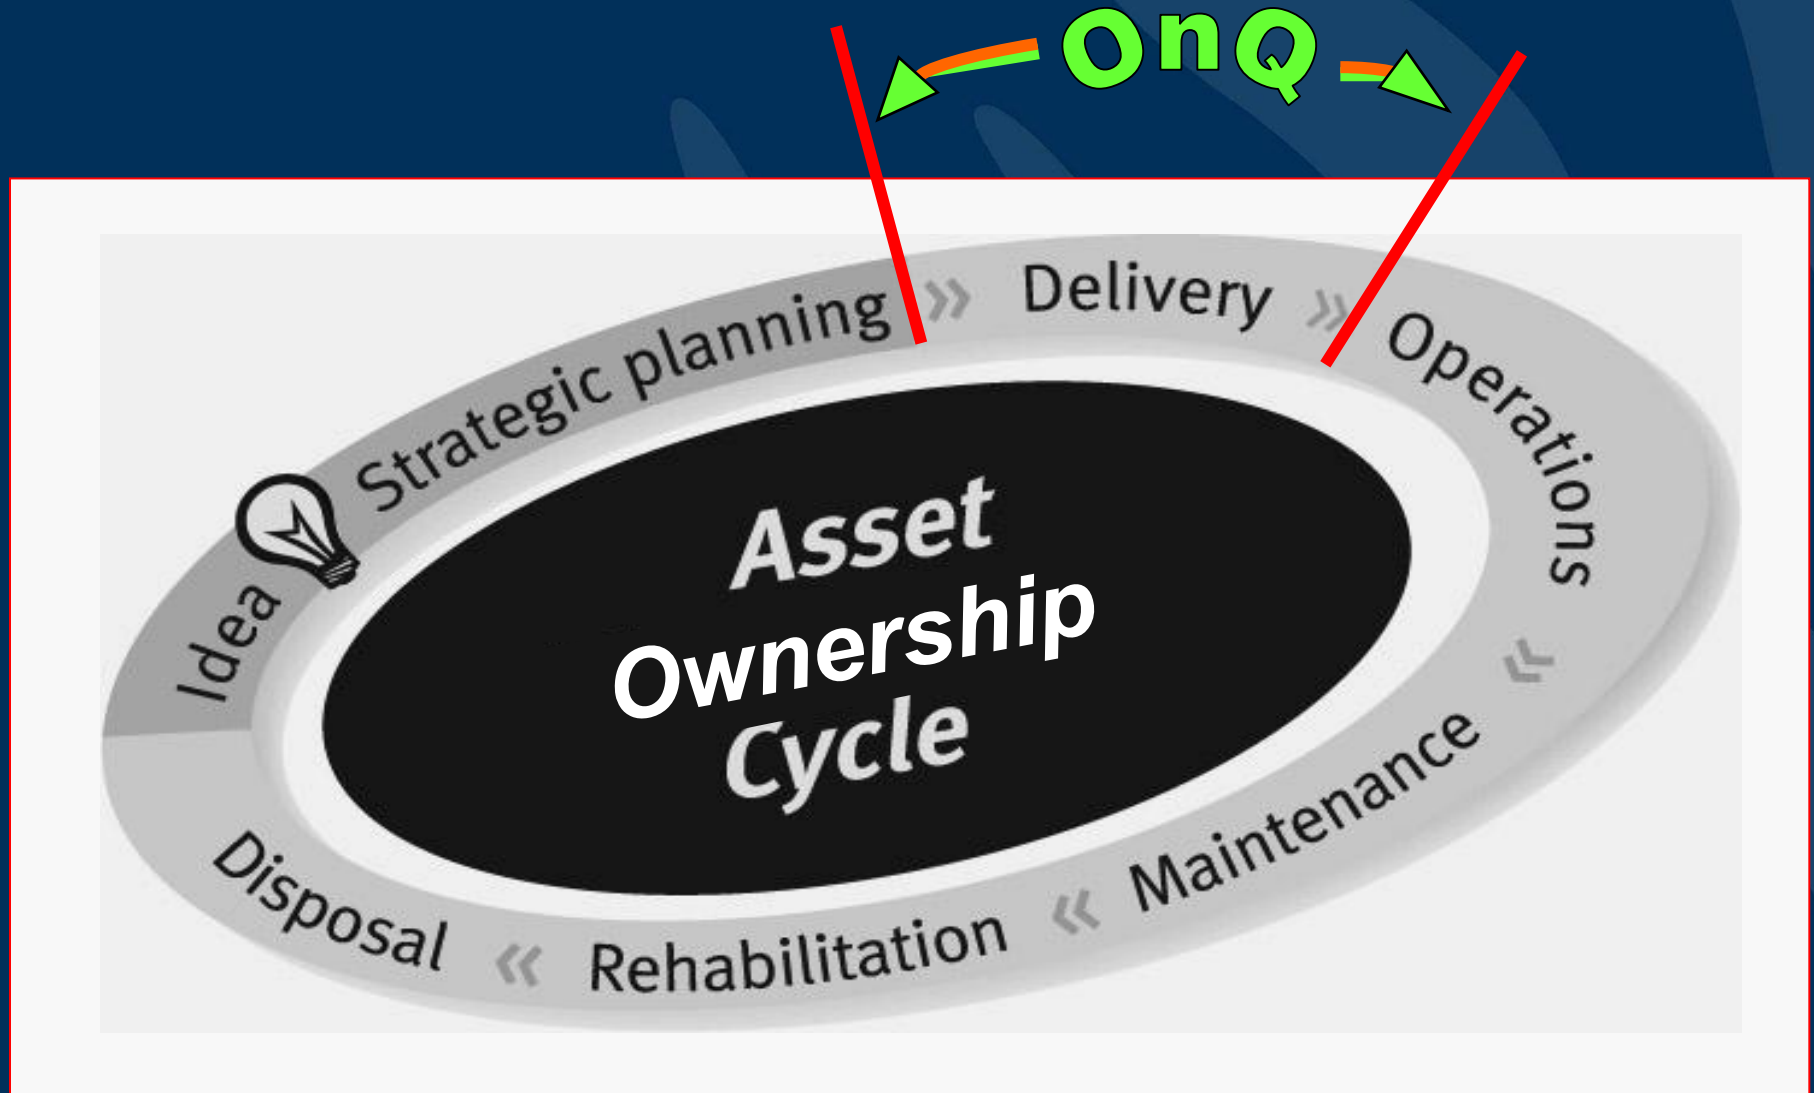 OnQ
Idea
Strategic planning
»
Delivery
»
Operations
»
Maintenance
«
Rehabilitation
«
Disposal
Asset
Ownership
Cycle